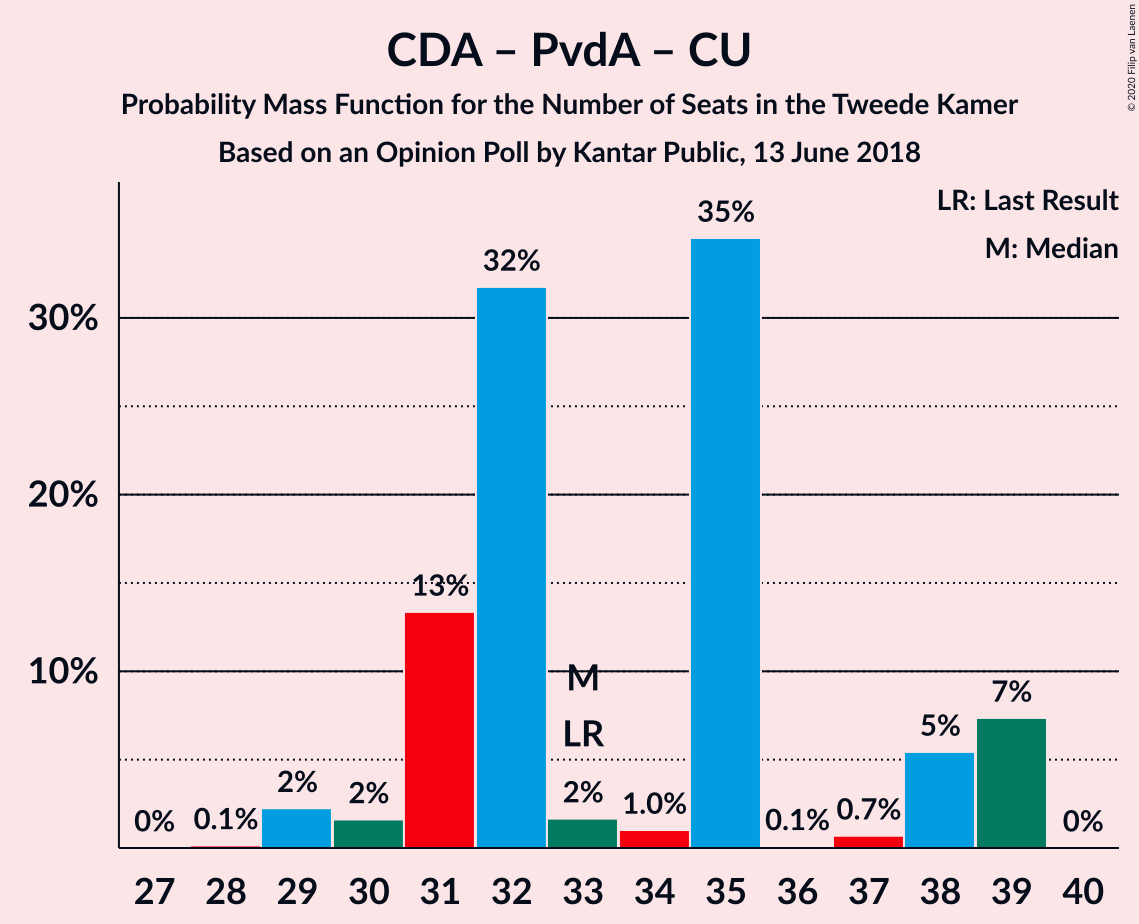 CDA – PvdA – CU
Probability Mass Function for the Number of Seats in the Tweede Kamer
Based on an Opinion Poll by Kantar Public, 13 June 2018
© 2020 Filip van Laenen
LR: Last Result
M: Median
35%
32%
30%
20%
13%
10%
M
LR
7%
5%
2%
2%
2%
1.0%
0.7%
0%
0.1%
0.1%
0%
27 28 29 30 31 32 33 34 35 36 37 38 39 40